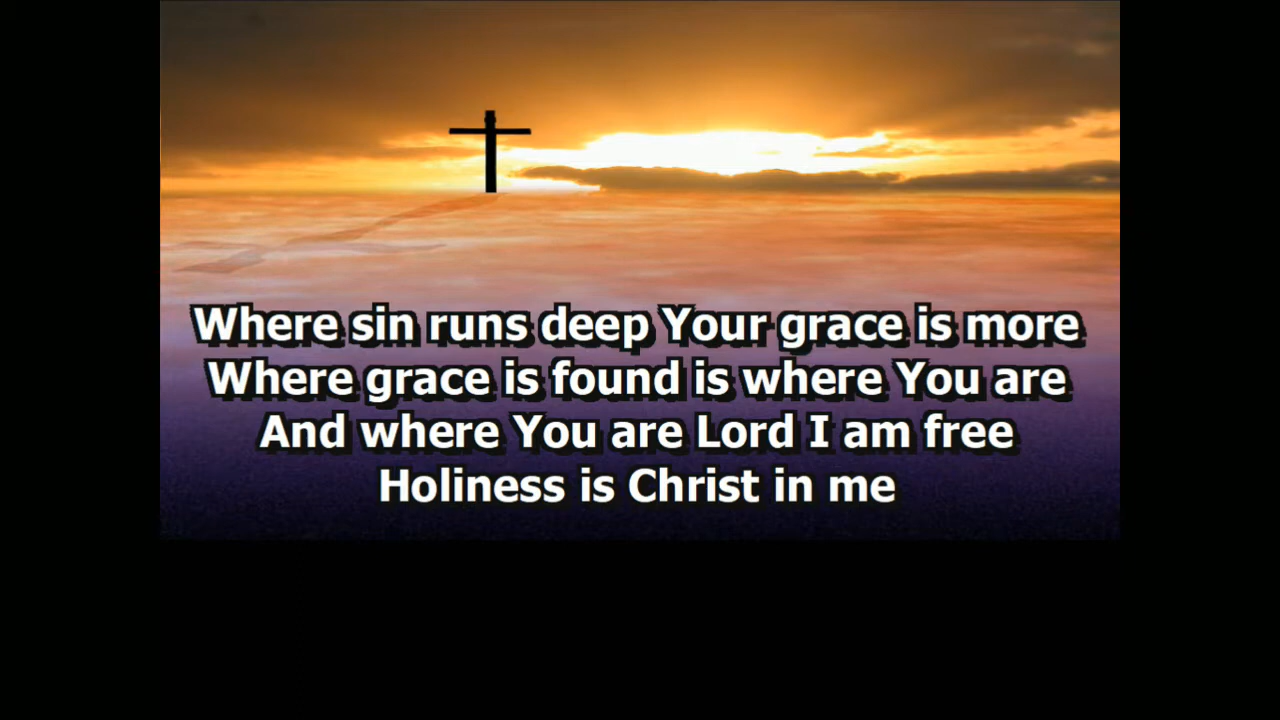 Where sin runs deep Your grace is more
Where grace is found is where You are
And where You are Lord I am free
Holiness is Christ in me